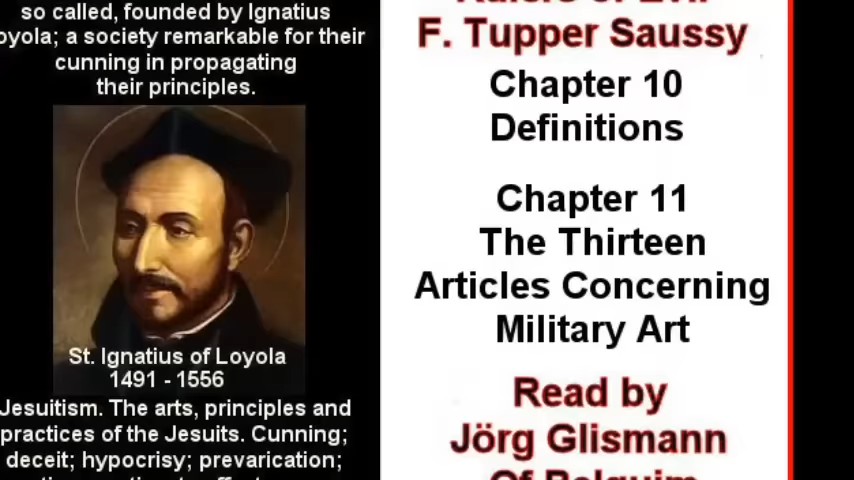 so called, founded by Ignatius
oyola; a society remarkable for their
cunning in propagating
their principles.
St. Ignatius of Loyola
1491 - 1556
Jesuitism. The arts, principles and
practices of the Jesuits. Cunning;
deceit; hypocrisy; prevarication;
F. Tupper Saussy
Chapter 10
Definitions
Chapter 11
The Thirteen
Articles Concerning
Military Art
Read by
Jörg Glismann
Of Belguim